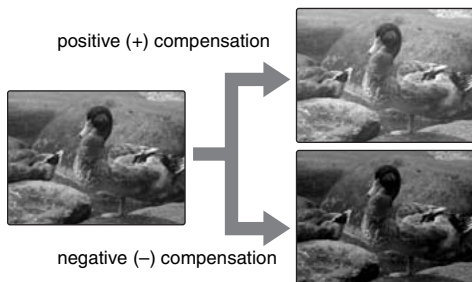 positive (+) compensation
negative (–) compensation